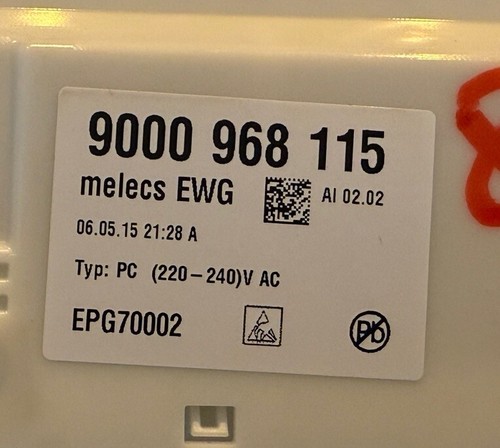 9000 968 115
melecs EWG AI 02.02
06.05.15 21:28 A
Typ: PC (220-240)V AC
EPG70002
Pb